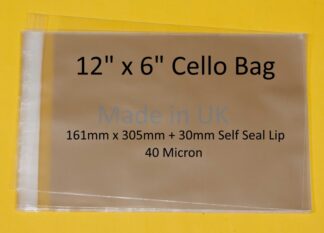 12" x 6" Cello Bag
Made in UK
161mm x 305mm + 30mm Self Seal Lip
40 Micron